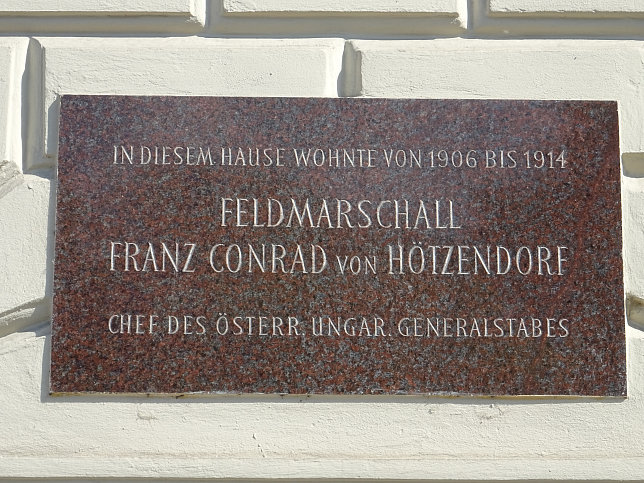 IN DIESEM HAUSE WOHNTE VON 1906 BIS 1914
FELDMARSCHALL
FRANZ CONRAD VON HÖTZENDORF
CHEF DES ÖSTERR. UNGAR. GENERALSTABES